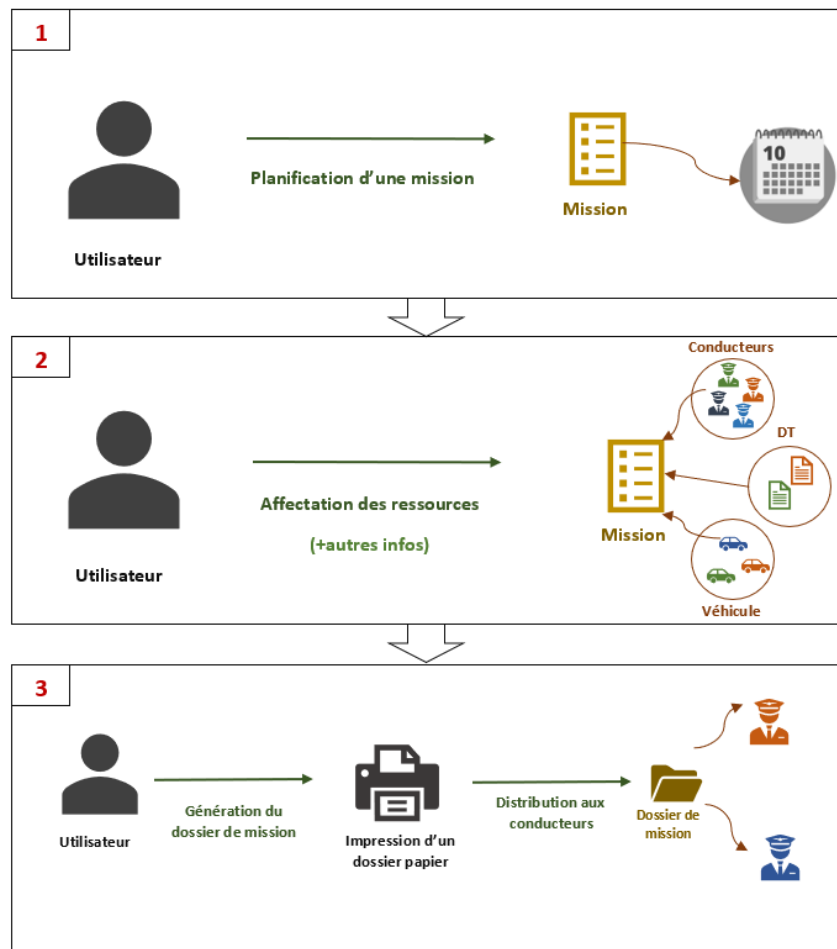 1
10
Planification d'une mission
Mission
Utilisateur
2
Conducteurs
DT
Affectation des ressources
(+autres infos)
Mission
Utilisateur
Véhicule
3
Génération du
dossier de mission
Utilisateur
Impression d'un
dossier papier
Distribution aux
conducteurs
Dossier de
mission